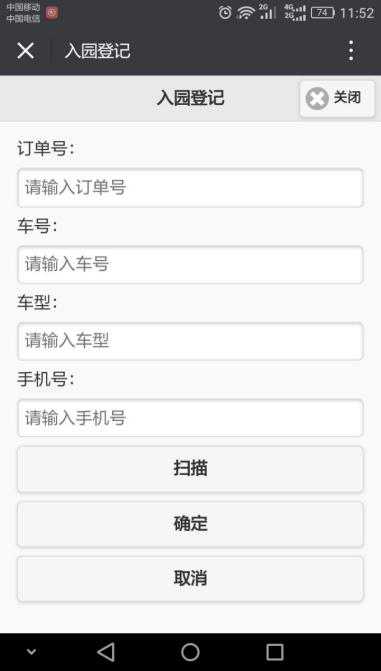 中国移动
中国电信
2G 4G 2G 74 11:52
入园登记
入园登记 关闭
订单号：
请输入订单号
车号：
请输入车号
车型：
请输入车型
手机号：
请输入手机号
扫描
确定
取消